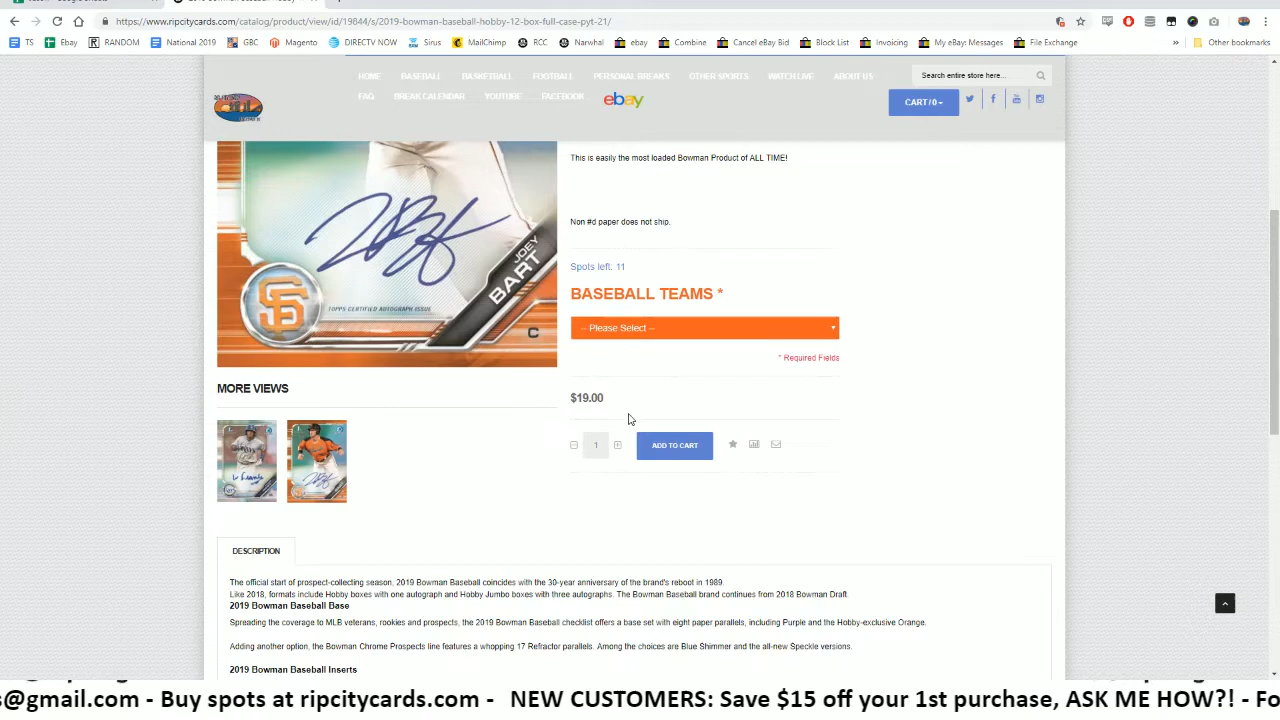 https://www.ripcitycards.com/catalog/product/view/id/19844/s/2019-bowman-baseball-hobby-12-box-full-case-pyt-21/
TS Ebay RANDOM National 2019 GBC Magento DIRECTV NOW Sirus MailChimp RCC Narwhal ebay Combine Cancel eBay Bid Block List Invoicing My eBay: Messages File Exchange » Other bookmarks
HOME BASEBALL BASKETBALL FOOTBALL PERSONAL BREAKS OTHER SPORTS WATCH LIVE ABOUT US
Search entire store here...
FAQ BREAK CALENDAR YOUTUBE FACEBOOK ebay
CART / 0
This is easily the most loaded Bowman Product of ALL TIME!
Non #d paper does not ship.
Spots left: 11
BASEBALL TEAMS *
-- Please Select --
* Required Fields
$19.00
1
ADD TO CART
JOEY
BART
SF
TOPPS CERTIFIED AUTOGRAPH ISSUE
C
MORE VIEWS
DESCRIPTION
The official start of prospect-collecting season, 2019 Bowman Baseball coincides with the 30-year anniversary of the brand's reboot in 1989.
Like 2018, formats include Hobby boxes with one autograph and Hobby Jumbo boxes with three autographs. The Bowman Baseball brand continues from 2018 Bowman Draft.
2019 Bowman Baseball Base
Spreading the coverage to MLB veterans, rookies and prospects, the 2019 Bowman Baseball checklist offers a base set with eight paper parallels, including Purple and the Hobby-exclusive Orange.
Adding another option, the Bowman Chrome Prospects line features a whopping 17 Refractor parallels. Among the choices are Blue Shimmer and the all-new Speckle versions.
2019 Bowman Baseball Inserts
s@gmail.com - Buy spots at ripcitycards.com - NEW CUSTOMERS: Save $15 off your 1st purchase, ASK ME HOW?! - Fo